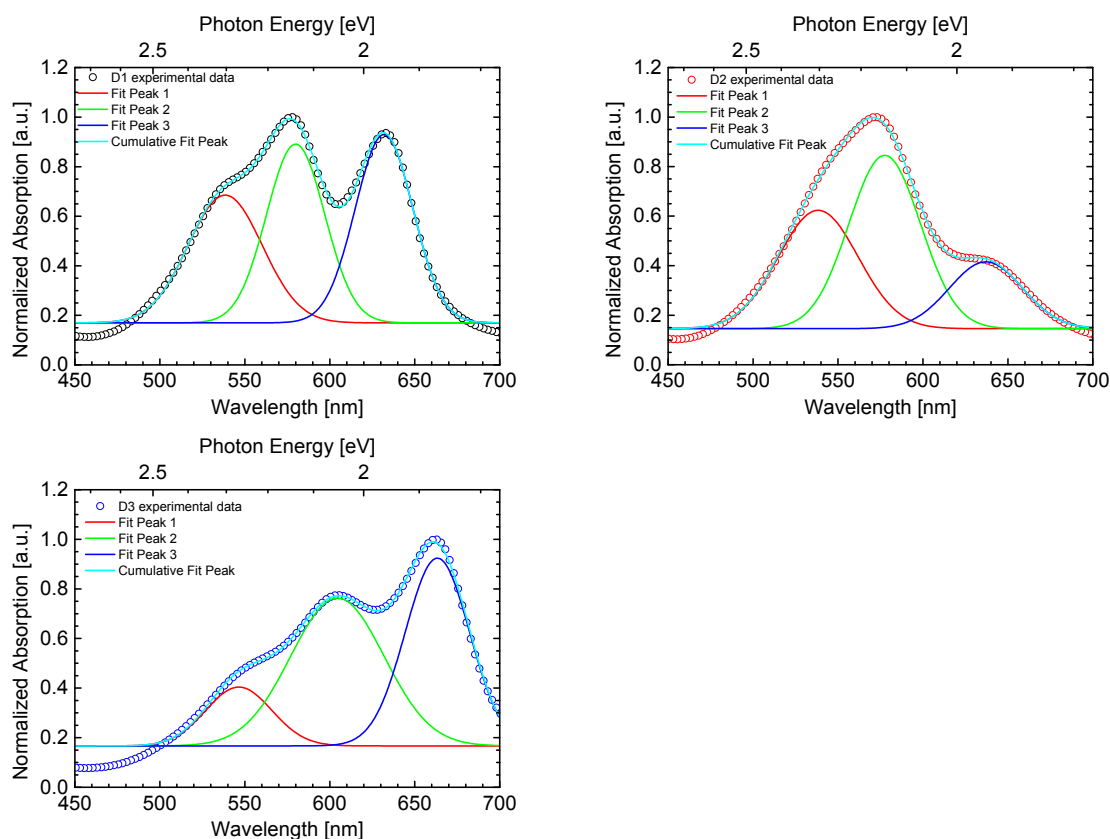 Photon Energy [eV]
2.5 2
1.2
1.0
0.8
0.6
0.4
0.2
0.0
Normalized Absorption [a.u.]
D1 experimental data
Fit Peak 1
Fit Peak 2
Fit Peak 3
Cumulative Fit Peak
450 500 550 600 650 700
Wavelength [nm]
Photon Energy [eV]
2.5 2
1.2
1.0
0.8
0.6
0.4
0.2
0.0
Normalized Absorption [a.u.]
D2 experimental data
Fit Peak 1
Fit Peak 2
Fit Peak 3
Cumulative Fit Peak
450 500 550 600 650 700
Wavelength [nm]
Photon Energy [eV]
2.5 2
1.2
1.0
0.8
0.6
0.4
0.2
0.0
Normalized Absorption [a.u.]
D3 experimental data
Fit Peak 1
Fit Peak 2
Fit Peak 3
Cumulative Fit Peak
450 500 550 600 650 700
Wavelength [nm]